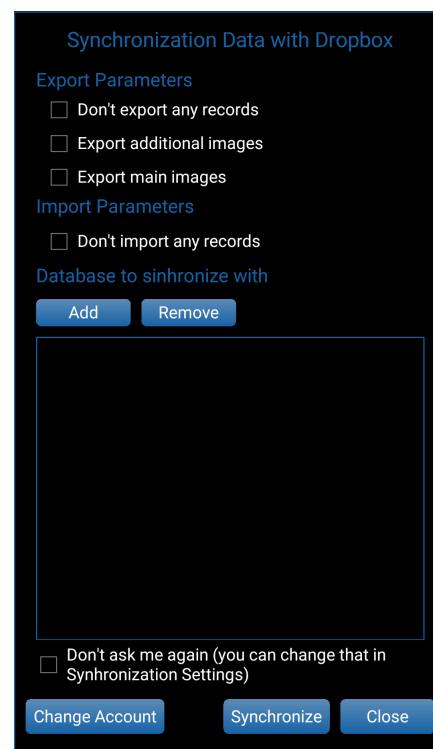 Synchronization Data with Dropbox
Export Parameters
Don't export any records
Export additional images
Export main images
Import Parameters
Don't import any records
Database to sinhronize with
Add Remove
Don't ask me again (you can change that in
Synhronization Settings)
Change Account Synchronize Close